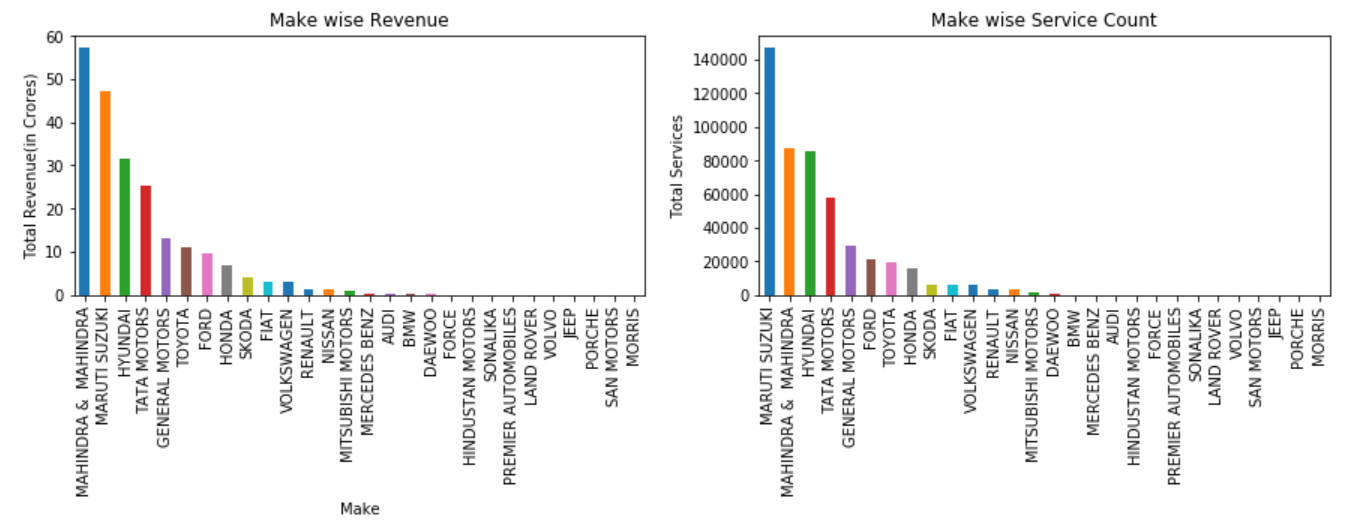 Make wise Revenue
Total Revenue(in Crores)
60
50
40
30
20
10
0
MAHINDRA &  MAHINDRA
MARUTI SUZUKI
HYUNDAI
TATA MOTORS
GENERAL MOTORS
TOYOTA
FORD
HONDA
SKODA
FIAT
VOLKSWAGEN
RENAULT
NISSAN
MITSUBISHI MOTORS
MERCEDES BENZ
AUDI
BMW
DAEWOO
FORCE
HINDUSTAN MOTORS
SONALIKA
PREMIER AUTOMOBILES
LAND ROVER
VOLVO
JEEP
PORCHE
SAN MOTORS
MORRIS
Make
Make wise Service Count
Total Services
140000
120000
100000
80000
60000
40000
20000
0
MARUTI SUZUKI
MAHINDRA &  MAHINDRA
HYUNDAI
TATA MOTORS
GENERAL MOTORS
FORD
TOYOTA
HONDA
SKODA
FIAT
VOLKSWAGEN
RENAULT
NISSAN
MITSUBISHI MOTORS
DAEWOO
BMW
MERCEDES BENZ
AUDI
HINDUSTAN MOTORS
FORCE
PREMIER AUTOMOBILES
SONALIKA
LAND ROVER
VOLVO
SAN MOTORS
JEEP
PORCHE
MORRIS